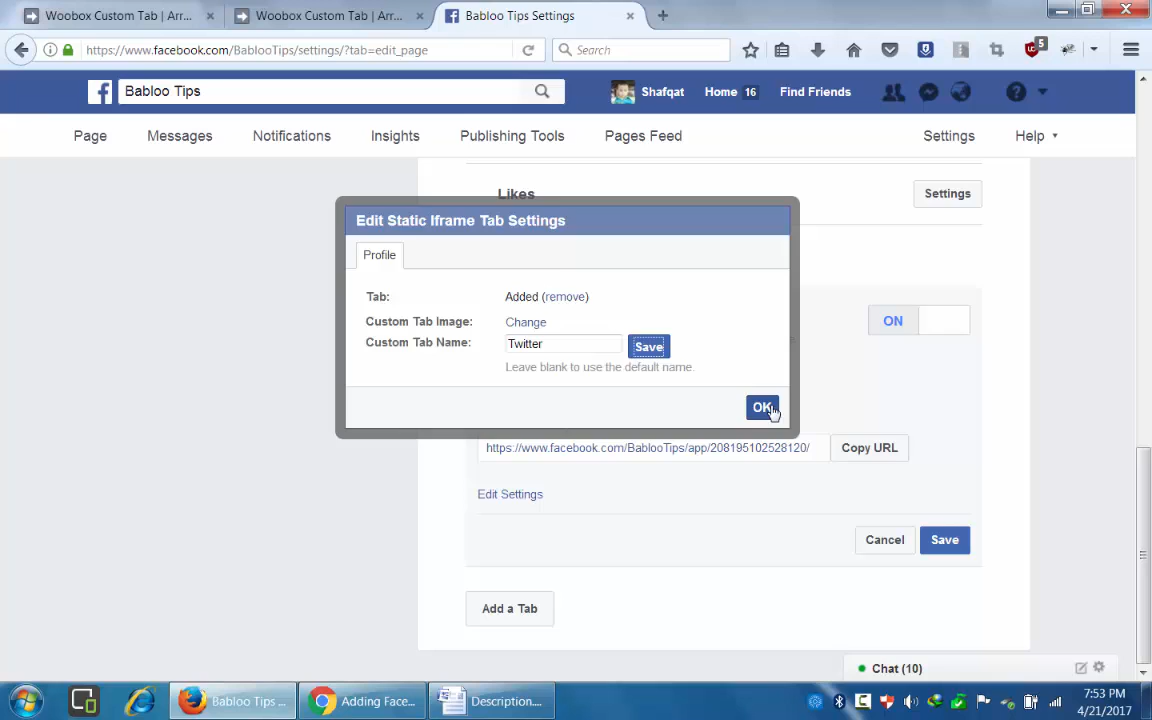 Woobox Custom Tab | Arr...
Woobox Custom Tab | Arr...
Babloo Tips Settings
https://www.facebook.com/BablooTips/settings/?tab=edit_page
Search
5
Babloo Tips
Shafqat
Home 16
Find Friends
Page
Messages
Notifications
Insights
Publishing Tools
Pages Feed
Settings
Help
Likes
Settings
Edit Static Iframe Tab Settings
Profile
Tab:
Added (remove)
Custom Tab Image:
Change
Custom Tab Name:
Twitter
Save
Leave blank to use the default name.
OK
ON
https://www.facebook.com/BablooTips/app/208195102528120/
Copy URL
Edit Settings
Cancel
Save
Add a Tab
Chat (10)
Babloo Tips ...
Adding Face...
Description....
7:53 PM
4/21/2017